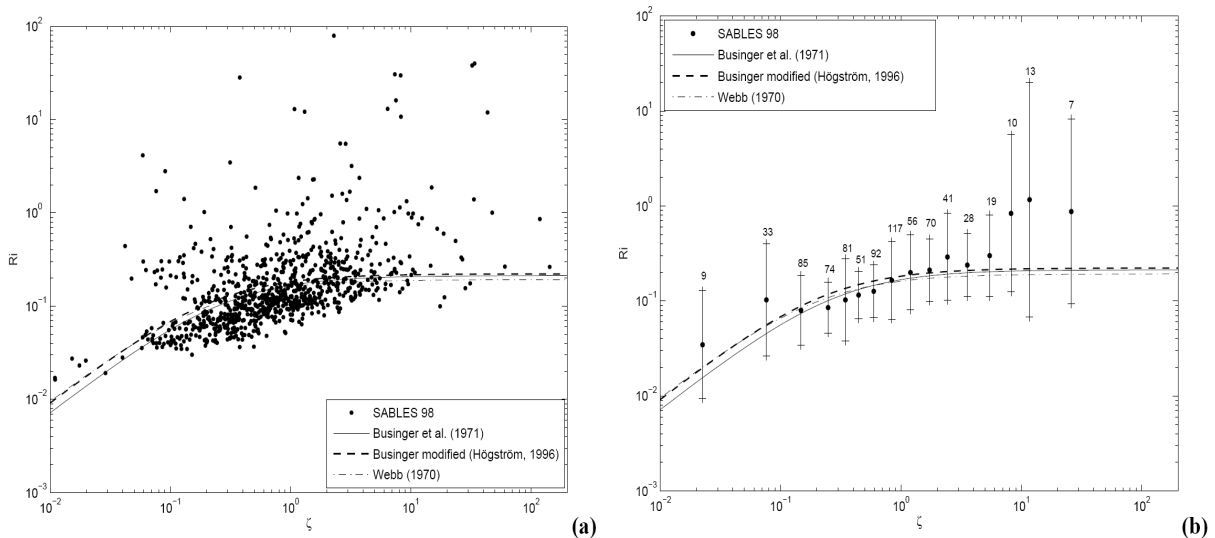 10²
10¹
10⁰
10⁻¹
10⁻²
10⁻³
Ri
SABLES 98
Businger et al. (1971)
Businger modified (Högström, 1996)
Webb (1970)
10⁻² 10⁻¹ 10⁰ 10¹ 10²
ζ
(a)
10²
10¹
10⁰
10⁻¹
10⁻²
10⁻³
Ri
SABLES 98
Businger et al. (1971)
Businger modified (Högström, 1996)
Webb (1970)
9 33 85 74 81 51 92 117 56 70 41 28 19 10 13 7
10⁻² 10⁻¹ 10⁰ 10¹ 10²
ζ
(b)